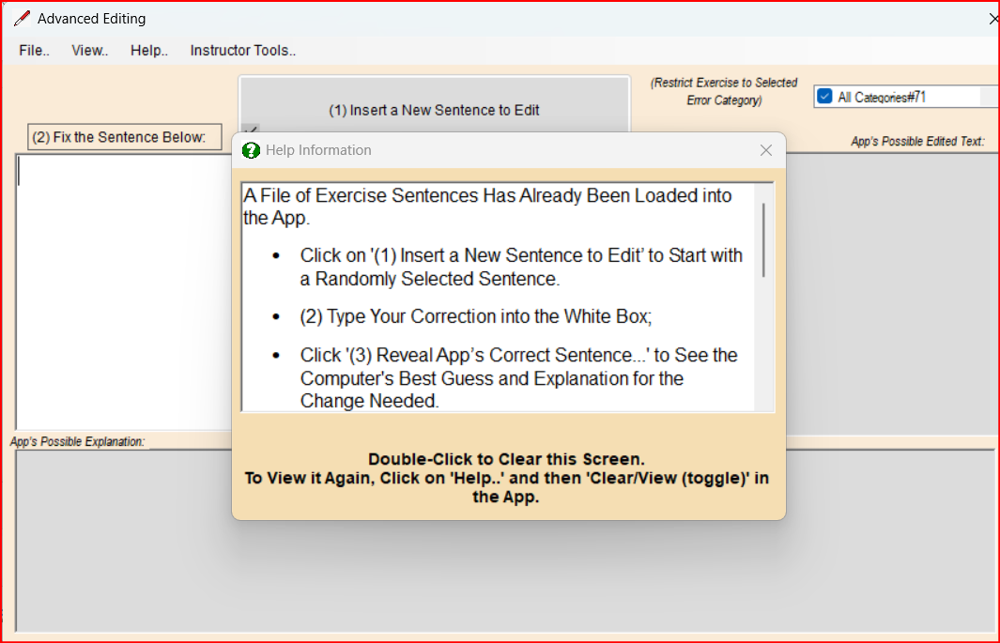 Advanced Editing
File.. View.. Help.. Instructor Tools..
(Restrict Exercise to Selected
Error Category)
All Categories#71
(1) Insert a New Sentence to Edit
(2) Fix the Sentence Below:
App's Possible Edited Text:
Help Information
A File of Exercise Sentences Has Already Been Loaded into
the App.
• Click on '(1) Insert a New Sentence to Edit' to Start with
a Randomly Selected Sentence.
• (2) Type Your Correction into the White Box;
• Click '(3) Reveal App's Correct Sentence...' to See the
Computer's Best Guess and Explanation for the
Change Needed.
App's Possible Explanation:
Double-Click to Clear this Screen.
To View it Again, Click on 'Help..' and then 'Clear/View (toggle)' in
the App.